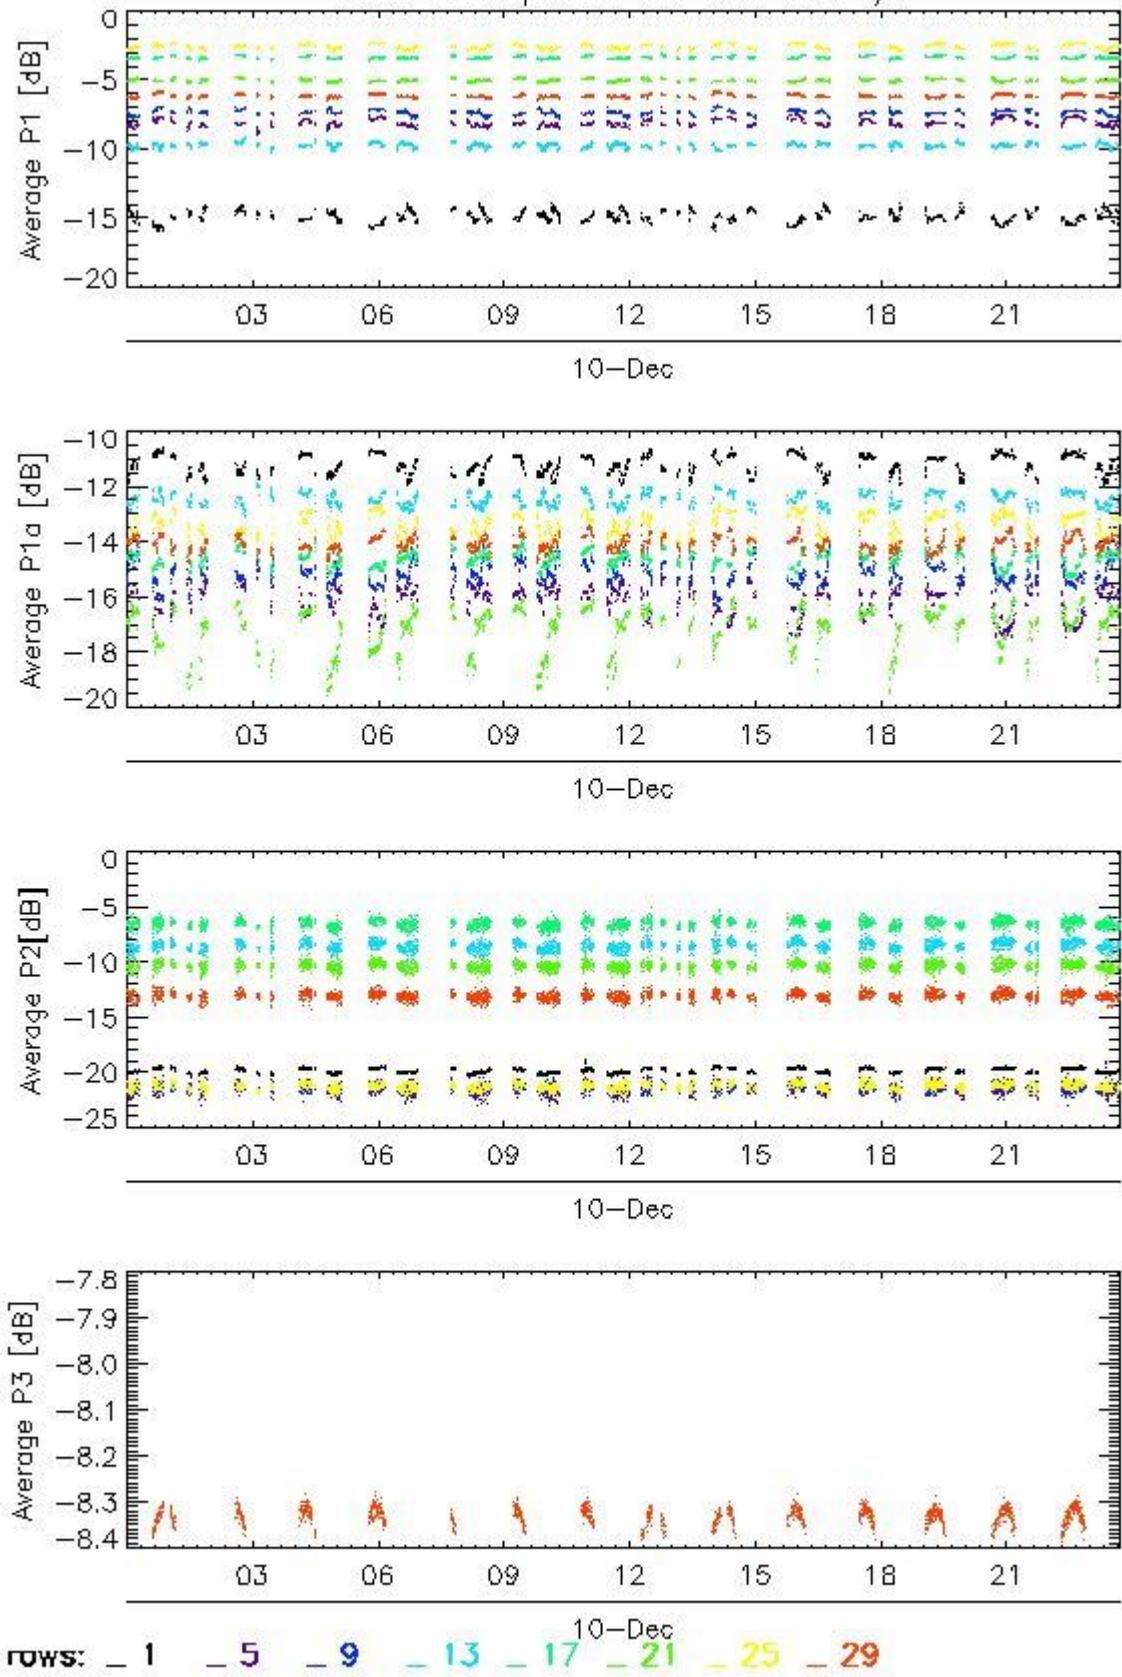 0
Average P1 [dB]
-5
-10
-15
-20
03 06 09 12 15 18 21
10-Dec
-10
Average P1a [dB]
-12
-14
-16
-18
-20
03 06 09 12 15 18 21
10-Dec
0
Average P2[dB]
-5
-10
-15
-20
-25
03 06 09 12 15 18 21
10-Dec
-7.8
Average P3 [dB]
-7.9
-8.0
-8.1
-8.2
-8.3
-8.4
03 06 09 12 15 18 21
10-Dec
rows: _ 1 _ 5 _ 9 _ 13 _ 17 _ 21 _ 25 _ 29